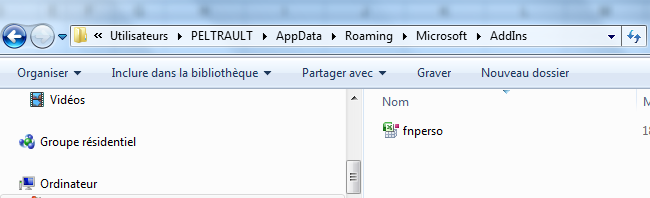 « Utilisateurs ▸ PELTRAULT ▸ AppData ▸ Roaming ▸ Microsoft ▸ AddIns
Organiser Inclure dans la bibliothèque Partager avec Graver Nouveau dossier
Vidéos
Groupe résidentiel
Ordinateur
Nom
fnperso